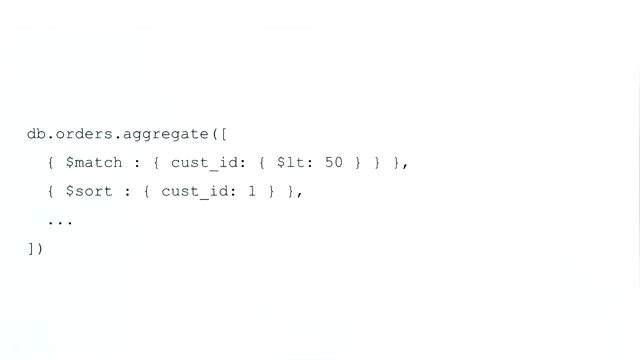 db.orders.aggregate([
{ $match : { cust_id: { $lt: 50 } } },
{ $sort : { cust_id: 1 } },
...
])